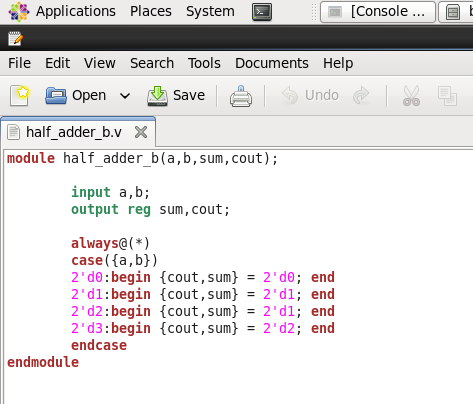 Applications Places System [Console ... b
File Edit View Search Tools Documents Help
Open Save Undo
half_adder_b.v
module half_adder_b(a,b,sum,cout);
input a,b;
output reg sum,cout;
always@(*)
case({a,b})
2'd0:begin {cout,sum} = 2'd0; end
2'd1:begin {cout,sum} = 2'd1; end
2'd2:begin {cout,sum} = 2'd1; end
2'd3:begin {cout,sum} = 2'd2; end
endcase
endmodule